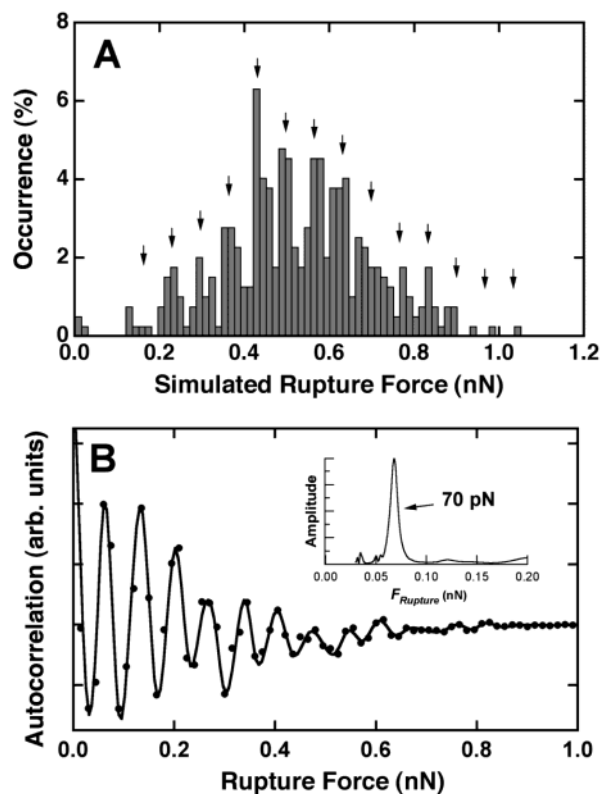 A
8
6
4
2
0
Occurrence (%)
0.0 0.2 0.4 0.6 0.8 1.0 1.2
Simulated Rupture Force (nN)
B
Autocorrelation (arb. units)
Amplitude
70 pN
0.00 0.05 0.10 0.15 0.20
F_Rupture (nN)
0.0 0.2 0.4 0.6 0.8 1.0
Rupture Force (nN)